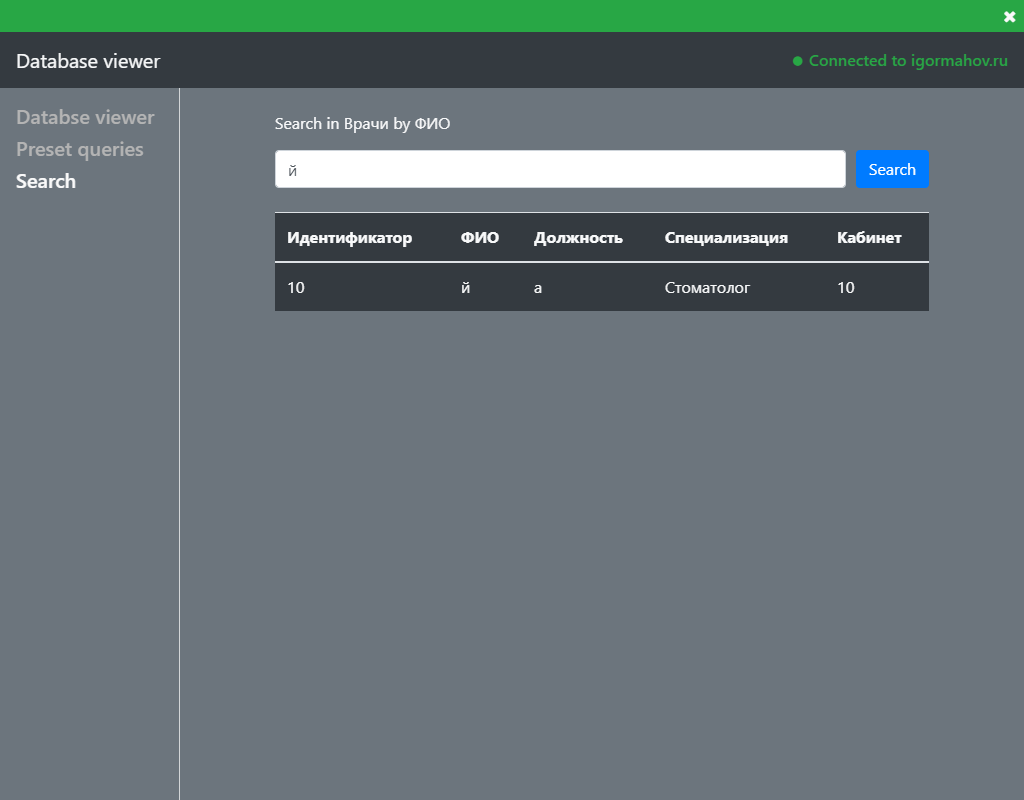 ✖
Database viewer
● Connected to igormahov.ru
Databse viewer
Preset queries
Search
Search in Врачи by ФИО
й
Search
Идентификатор ФИО Должность Специализация Кабинет
10 й а Стоматолог 10